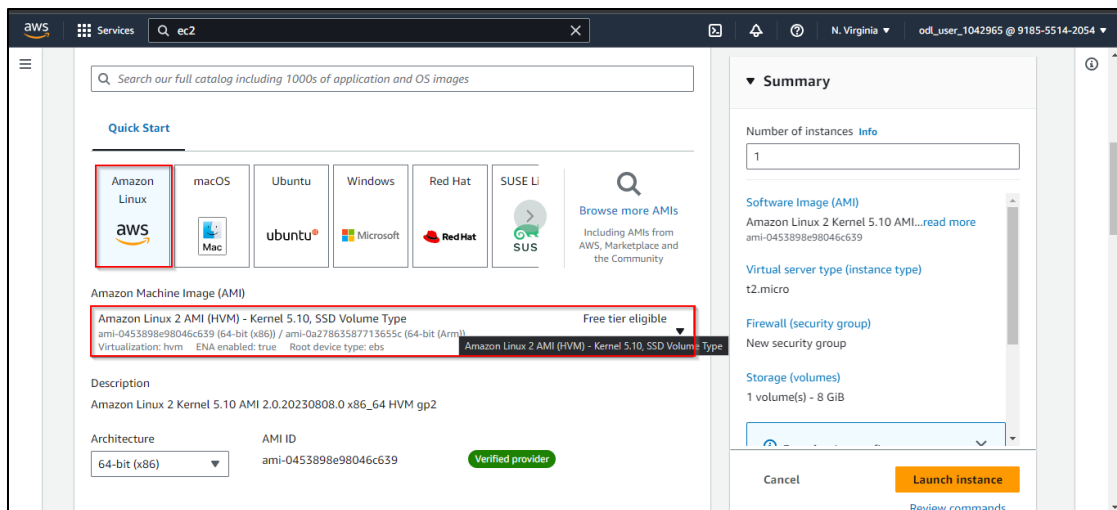 aws
Services
ec2
N. Virginia
odl_user_1042965 @ 9185-5514-2054
Search our full catalog including 1000s of application and OS images
Quick Start
Amazon Linux
aws
macOS
Mac
Ubuntu
ubuntu
Windows
Microsoft
Red Hat
Red Hat
SUSE Li
SUS
Browse more AMIs
Including AMIs from
AWS, Marketplace and
the Community
Amazon Machine Image (AMI)
Amazon Linux 2 AMI (HVM) - Kernel 5.10, SSD Volume Type
Free tier eligible
ami-0453898e98046c639 (64-bit (x86)) / ami-0a27863587713655c (64-bit (Arm))
Virtualization: hvm ENA enabled: true Root device type: ebs
Amazon Linux 2 AMI (HVM) - Kernel 5.10, SSD Volume Type
Description
Amazon Linux 2 Kernel 5.10 AMI 2.0.20230808.0 x86_64 HVM gp2
Architecture
AMI ID
64-bit (x86)
ami-0453898e98046c639
Verified provider
Summary
Number of instances Info
1
Software Image (AMI)
Amazon Linux 2 Kernel 5.10 AMI...read more
ami-0453898e98046c639
Virtual server type (instance type)
t2.micro
Firewall (security group)
New security group
Storage (volumes)
1 volume(s) - 8 GiB
Cancel
Launch instance
Review commands